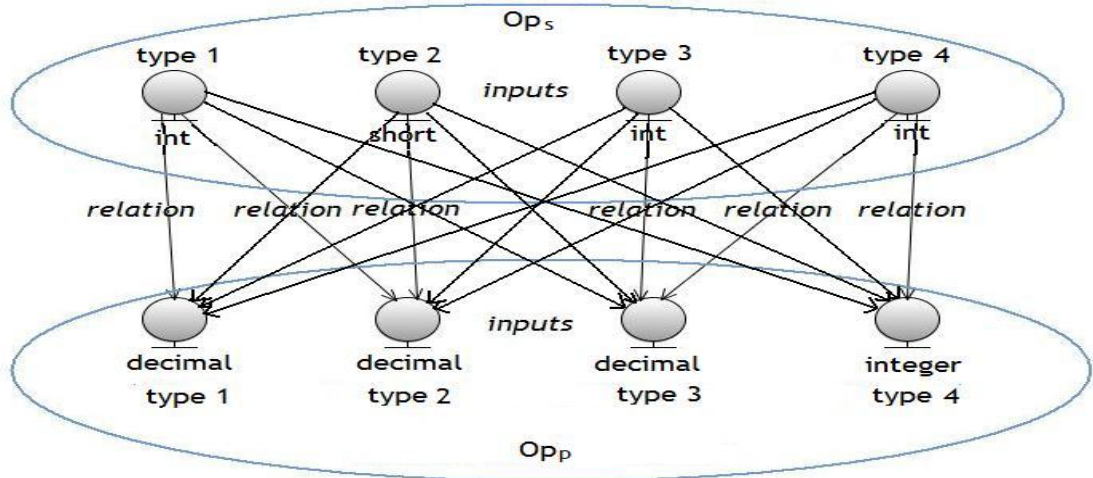 Ops
type 1 type 2 type 3 type 4
inputs
int short int int
relation relation relation relation relation relation
inputs
decimal decimal decimal integer
type 1 type 2 type 3 type 4
Opp